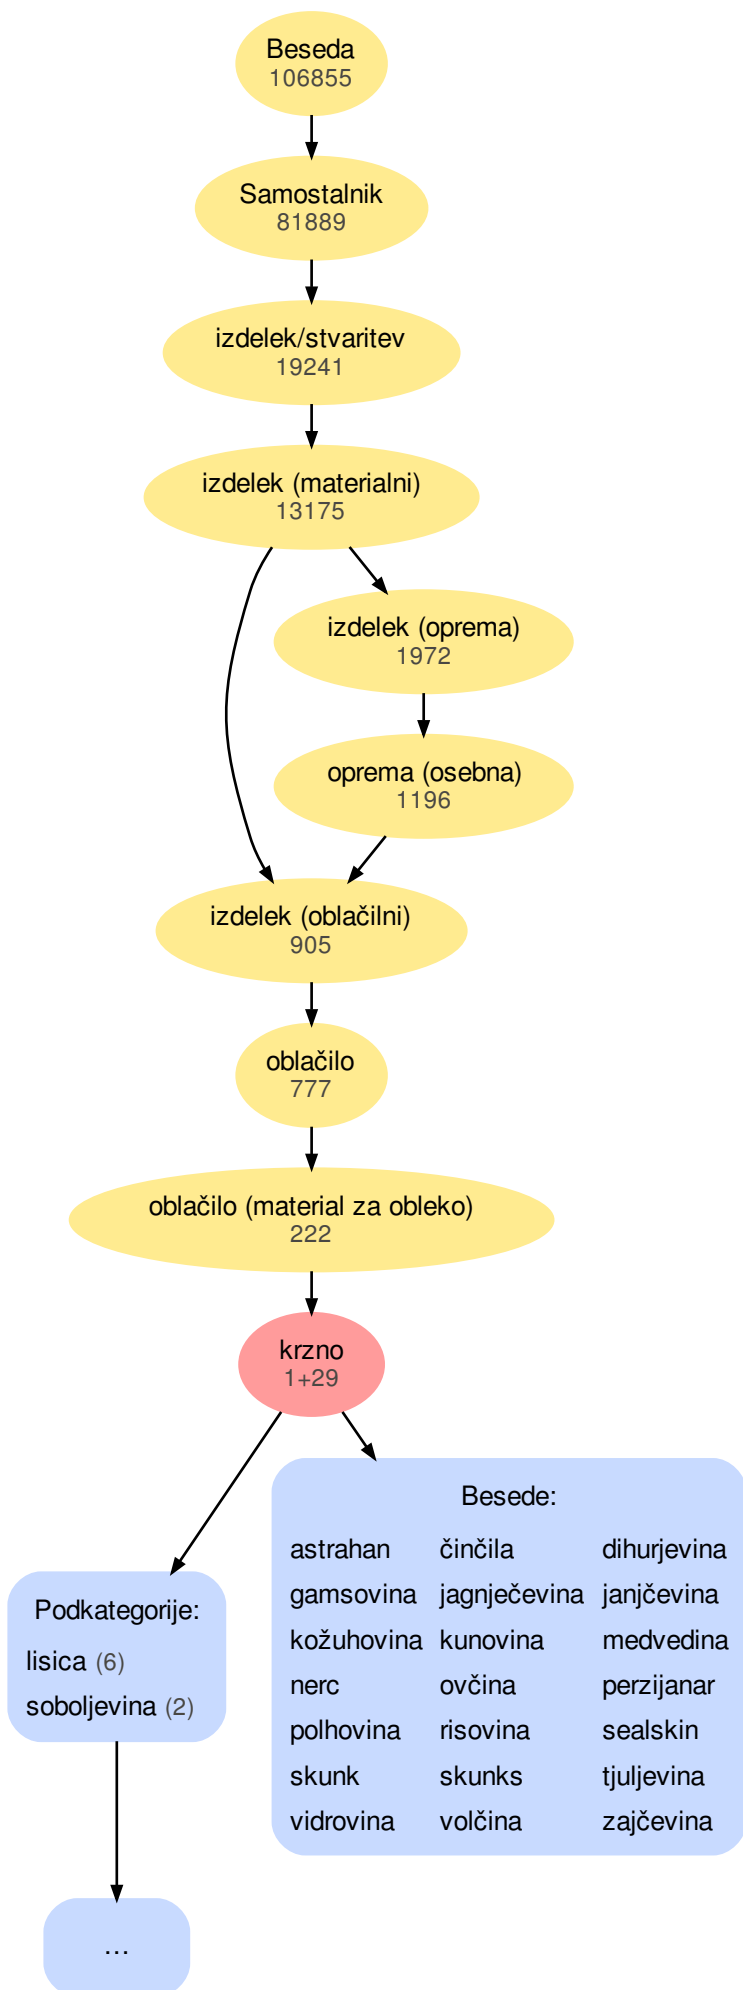 Beseda
106855
Samostalnik
81889
izdelek/stvaritev
19241
izdelek (materialni)
13175
izdelek (oprema)
1972
oprema (osebna)
1196
izdelek (oblačilni)
905
oblačilo
777
oblačilo (material za obleko)
222
krzno
1+29
Besede:
astrahan činčila dihurjevina
gamsovina jagnječevina janjčevina
kožuhovina kunovina medvedina
nerc ovčina perzijanar
polhovina risovina sealskin
skunk skunks tjuljevina
vidrovina volčina zajčevina
Podkategorije:
lisica (6)
soboljevina (2)
...